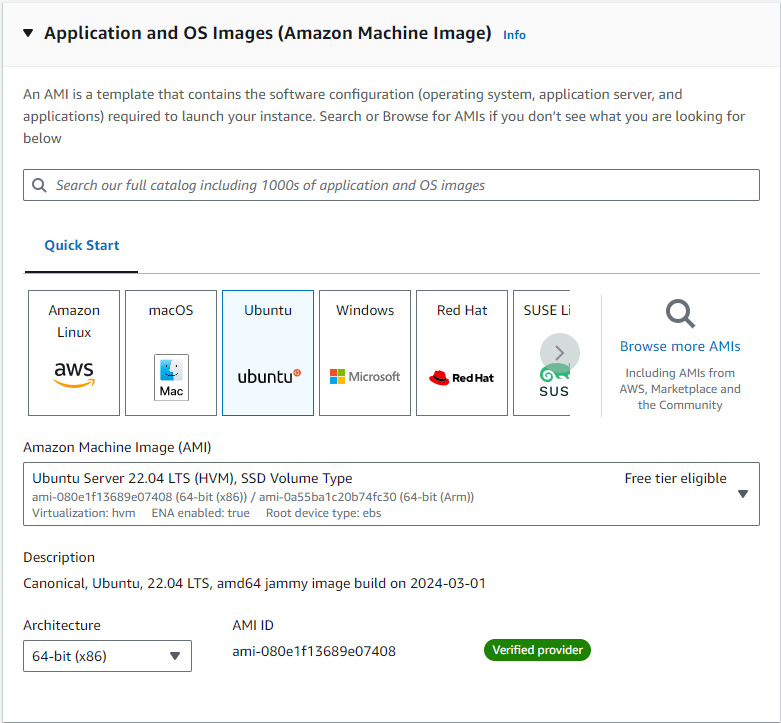 Application and OS Images (Amazon Machine Image) Info
An AMI is a template that contains the software configuration (operating system, application server, and
applications) required to launch your instance. Search or Browse for AMIs if you don't see what you are looking for
below
Search our full catalog including 1000s of application and OS images
Quick Start
Amazon
Linux
aws
macOS
Mac
Ubuntu
ubuntu
Windows
Microsoft
Red Hat
Red Hat
SUSE Li
SUS
Browse more AMIs
Including AMIs from
AWS, Marketplace and
the Community
Amazon Machine Image (AMI)
Ubuntu Server 22.04 LTS (HVM), SSD Volume Type Free tier eligible
ami-080e1f13689e07408 (64-bit (x86)) / ami-0a55ba1c20b74fc30 (64-bit (Arm))
Virtualization: hvm ENA enabled: true Root device type: ebs
Description
Canonical, Ubuntu, 22.04 LTS, amd64 jammy image build on 2024-03-01
Architecture AMI ID
64-bit (x86) ami-080e1f13689e07408 Verified provider